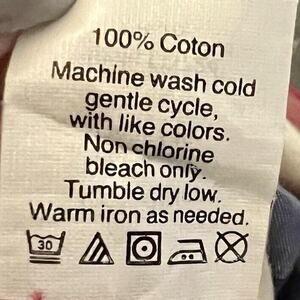 100% Coton
Machine wash cold
gentle cycle,
with like colors.
Non chlorine
bleach only.
Tumble dry low.
Warm iron as needed.
30